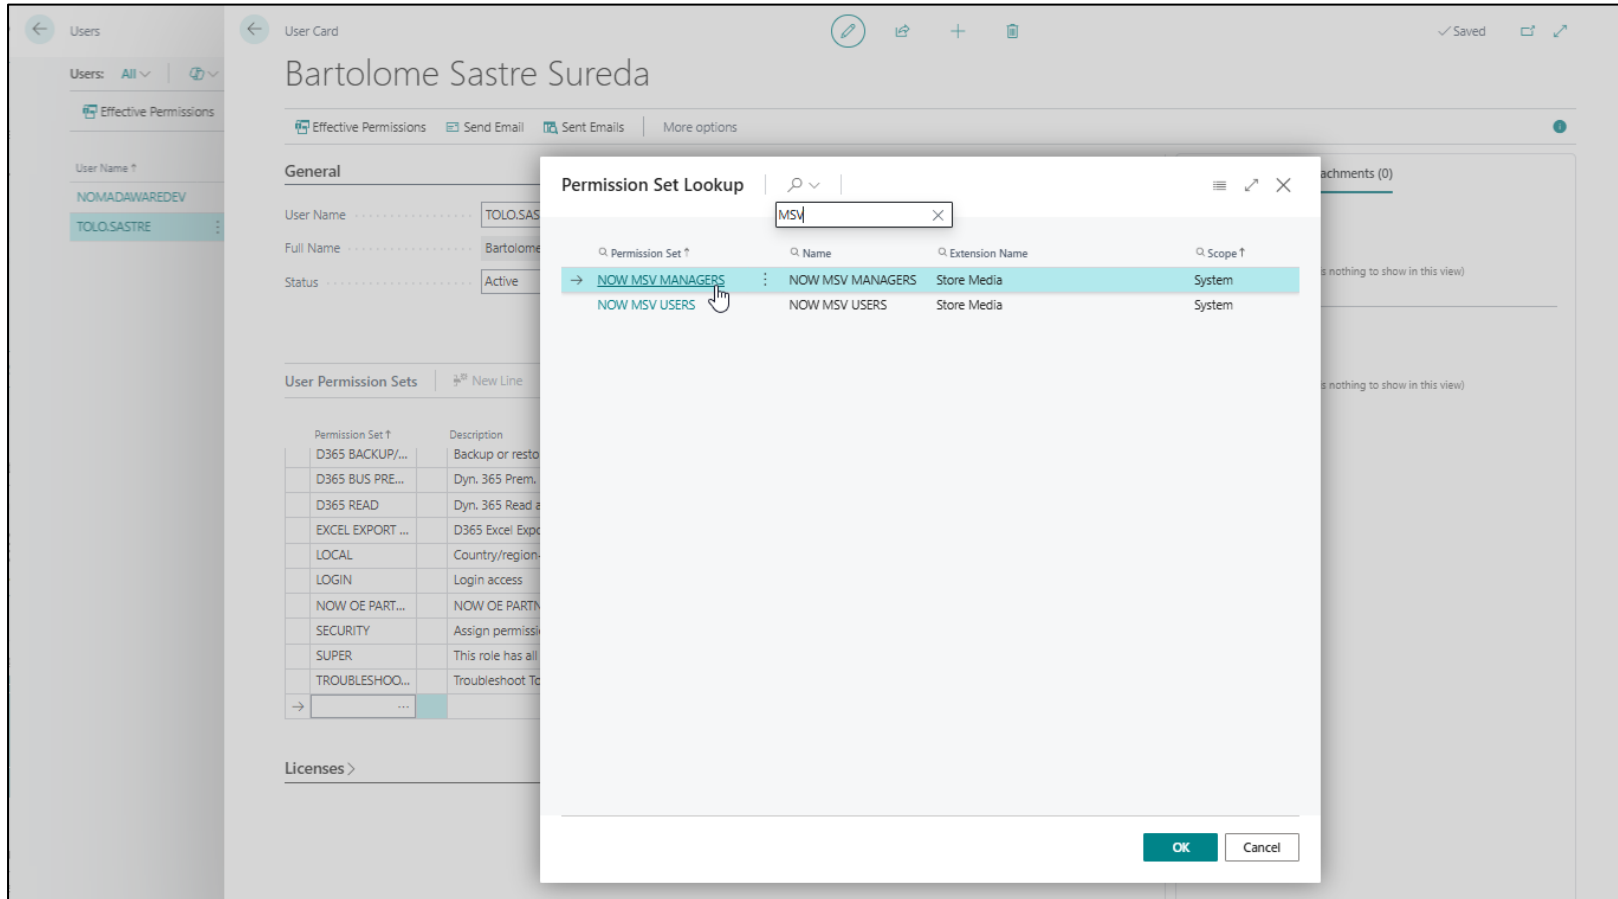 Users
User Card
Saved
Users: All
Bartolome Sastre Sureda
Effective Permissions
Effective Permissions Send Email Sent Emails More options
User Name ↑
NOMADAWAREDEV
TOLO.SASTRE
General
User Name TOLO.SAS
Full Name Bartolome
Status Active
achments (0)
s nothing to show in this view)
s nothing to show in this view)
Permission Set Lookup
MSV
Permission Set ↑ Name Extension Name Scope ↑
NOW MSV MANAGERS NOW MSV MANAGERS Store Media System
NOW MSV USERS NOW MSV USERS Store Media System
User Permission Sets New Line
Permission Set ↑ Description
D365 BACKUP/... Backup or resto
D365 BUS PRE... Dyn. 365 Prem.
D365 READ Dyn. 365 Read a
EXCEL EXPORT ... D365 Excel Expo
LOCAL Country/region-
LOGIN Login access
NOW OE PART... NOW OE PARTN
SECURITY Assign permissi
SUPER This role has all
TROUBLESHOO... Troubleshoot To
...
Licenses
OK Cancel